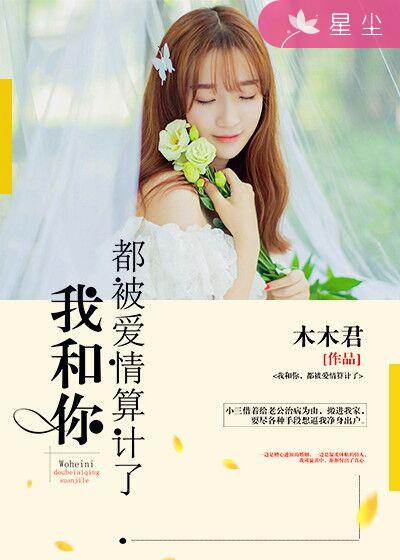 星尘
我和你
都被爱情算计了
Woheini
doubeiaiqing
suanjile
木木君
[作品]
<我和你，都被爱情算计了>
小三借着给老公治病为由，搬进我家，
要尽各种手段想逼我净身出户。